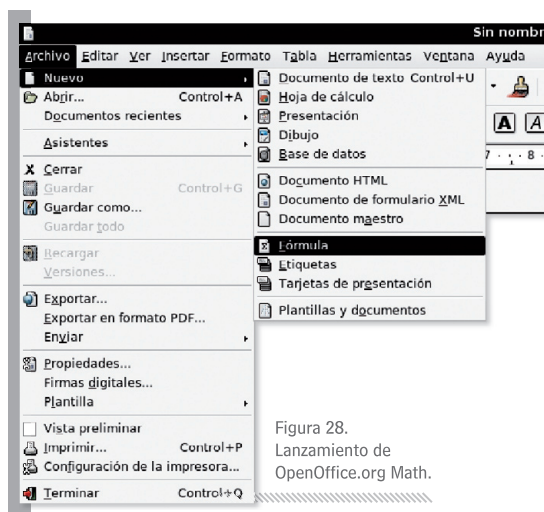 Sin nombr
Archivo Editar Ver Insertar Formato Tabla Herramientas Ventana Ayuda
Nuevo
Abrir... Control+A
Documentos recientes
Asistentes
Cerrar
Guardar Control+G
Guardar como...
Guardar todo
Recargar
Versiones...
Exportar...
Exportar en formato PDF...
Enviar
Propiedades...
Firmas digitales...
Plantilla
Vista preliminar
Imprimir... Control+P
Configuración de la impresora...
Terminar Control+Q
Documento de texto Control+U
Hoja de cálculo
Presentación
Dibujo
Base de datos
Documento HTML
Documento de formulario XML
Documento maestro
Fórmula
Etiquetas
Tarjetas de presentación
Plantillas y documentos
A A
7 · · · 8 ·
Figura 28.
Lanzamiento de
OpenOffice.org Math.